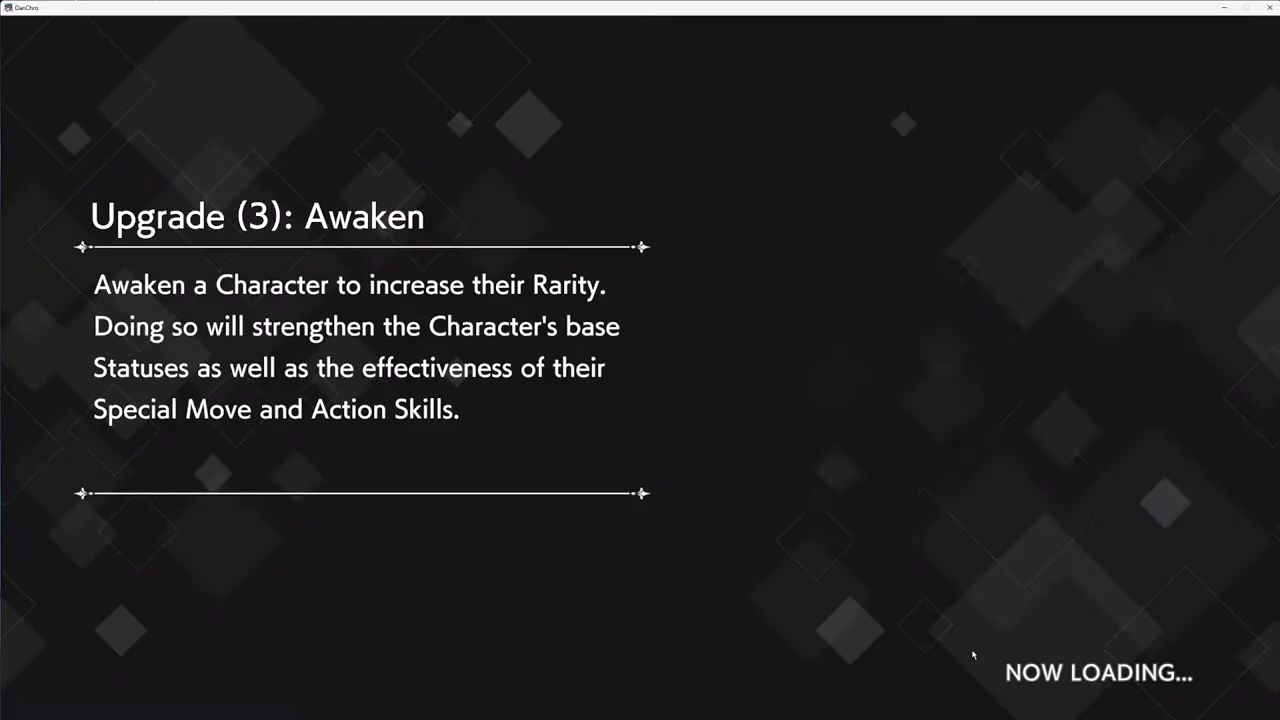 DanChro
Upgrade (3): Awaken
Awaken a Character to increase their Rarity.
Doing so will strengthen the Character's base
Statuses as well as the effectiveness of their
Special Move and Action Skills.
NOW LOADING...